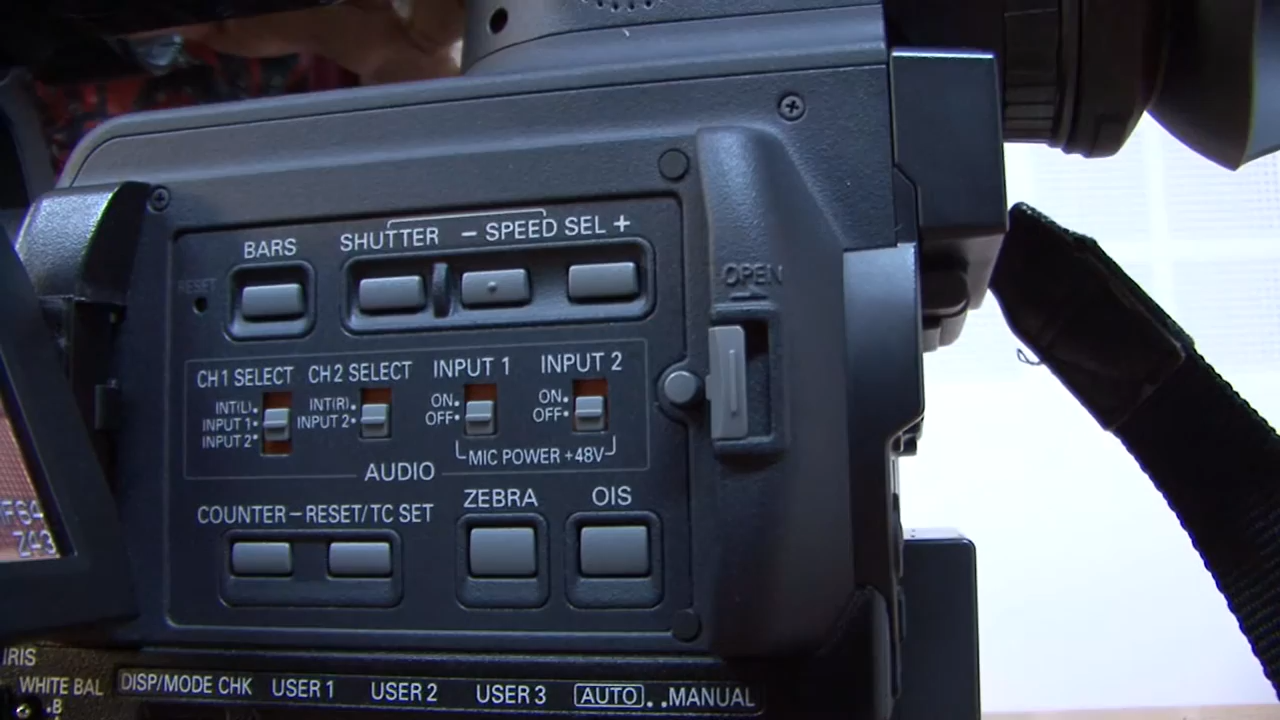 BARS
SHUTTER - SPEED SEL +
RESET
OPEN
CH1 SELECT CH2 SELECT INPUT 1 INPUT 2
INT(L) INT(R) ON ON
INPUT 1 INPUT 2 OFF OFF
INPUT 2
MIC POWER +48V
AUDIO
COUNTER-RESET/TC SET ZEBRA OIS
IRIS
WHITE BAL
B
DISP/MODE CHK USER 1 USER 2 USER 3 AUTO..MANUAL